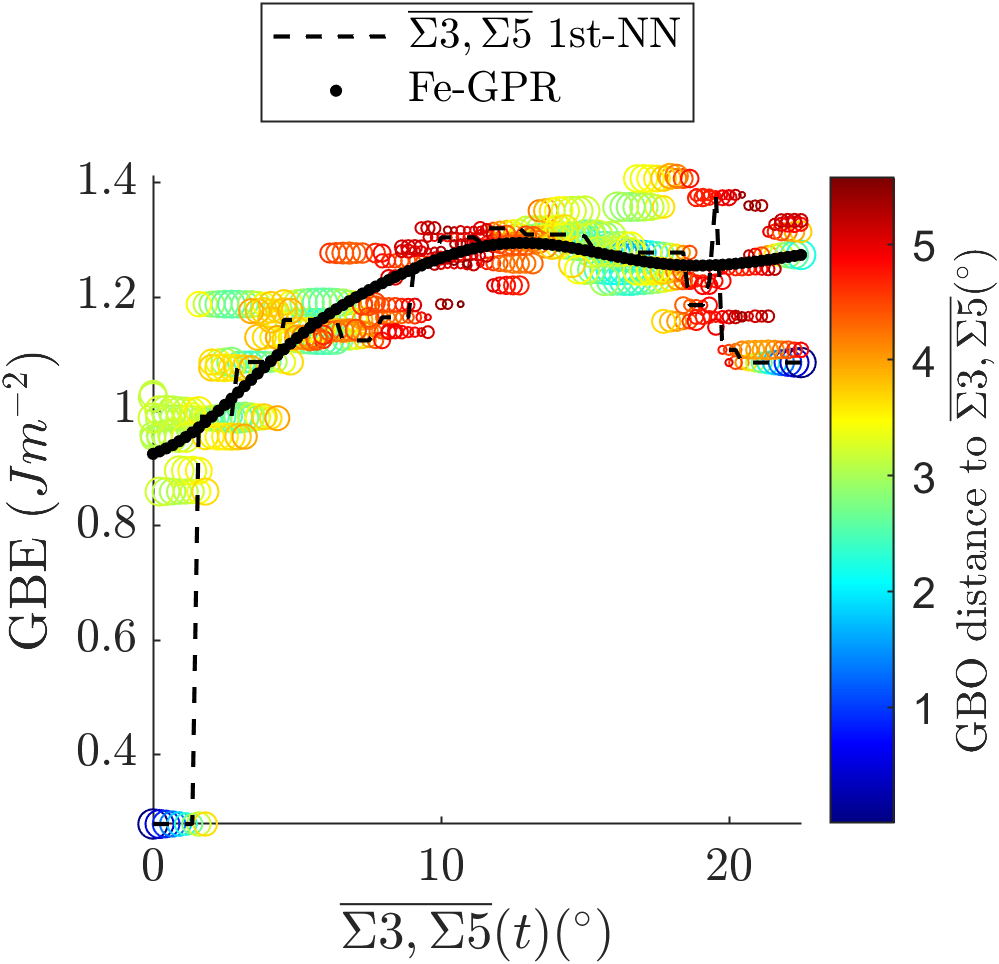 Σ3, Σ5 1st-NN
Fe-GPR
GBE (Jm⁻²)
1.4
1.2
1
0.8
0.6
0.4
0
10
20
Σ3, Σ5(t)(°)
5
4
3
2
1
GBO distance to Σ3, Σ5(°)